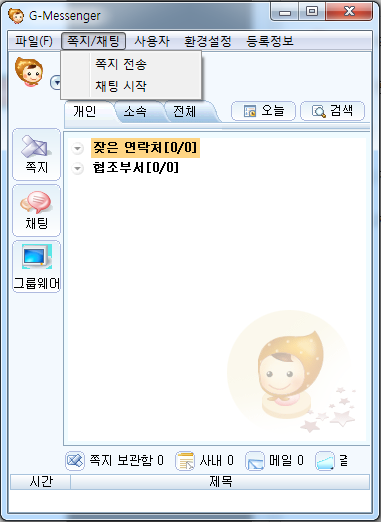 G-Messenger
파일(F) 쪽지/채팅 사용자 환경설정 등록정보
쪽지 전송
채팅 시작
개인 소속 전체 오늘 검색
쪽지
채팅
그룹웨어
잦은 연락처[0/0]
협조부서[0/0]
쪽지 보관함 0 사내 0 메일 0 결
시간 제목